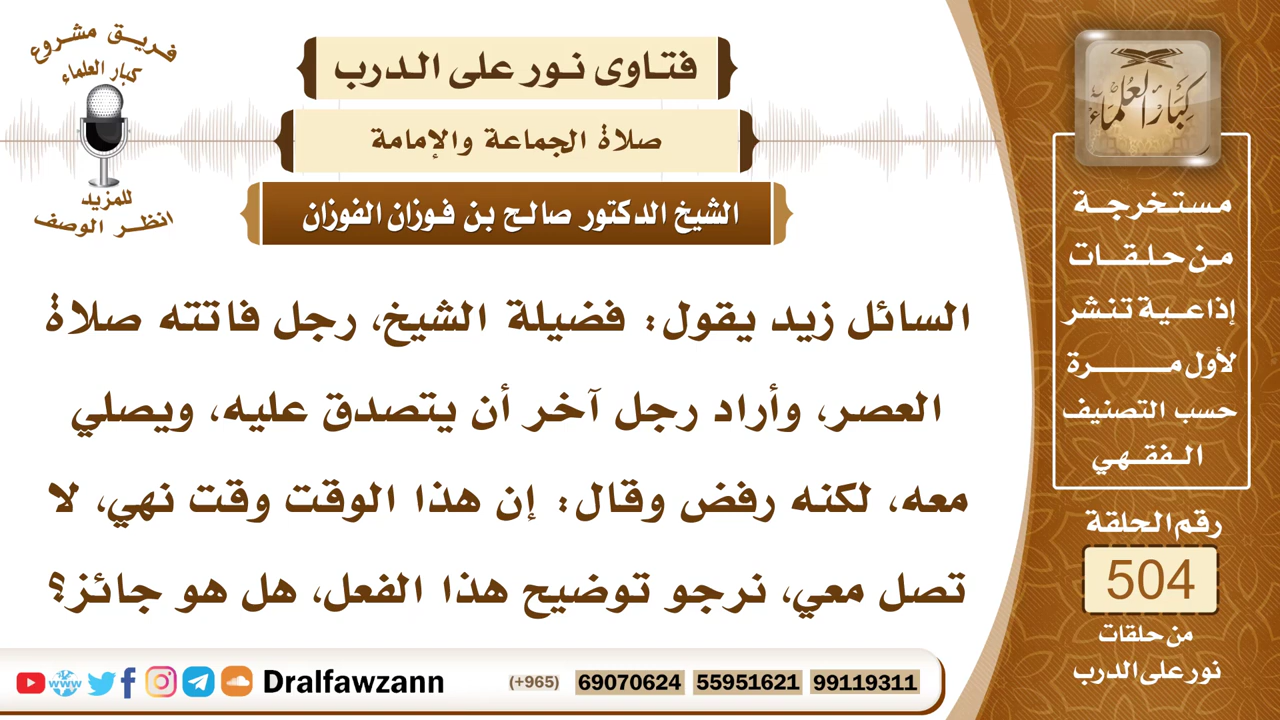 فريق مشروع
كبار العلماء
للمزيد
انظر الوصف
فتاوى نور على الدرب
صلاة الجماعة والإمامة
الشيخ الدكتور صالح بن فوزان الفوزان
السائل زيد يقول: فضيلة الشيخ، رجل فاتته صلاة
العصر، وأراد رجل آخر أن يتصدق عليه، ويصلي
معه، لكنه رفض وقال: إن هذا الوقت وقت نهي، لا
تصل معي، نرجو توضيح هذا الفعل، هل هو جائز؟
كبار العلماء
مستخرجة
من حلقات
إذاعية تنشر
لأول مرة
حسب التصنيف
الفقهي
رقم الحلقة
504
من حلقات
نور على الدرب
www
Dralfawzann (+965) 69070624 55951621 99119311